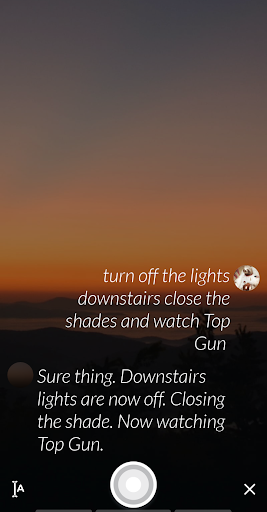 turn off the lights
downstairs close the
shades and watch Top
Gun
Sure thing. Downstairs
lights are now off. Closing
the shade. Now watching
Top Gun.
A